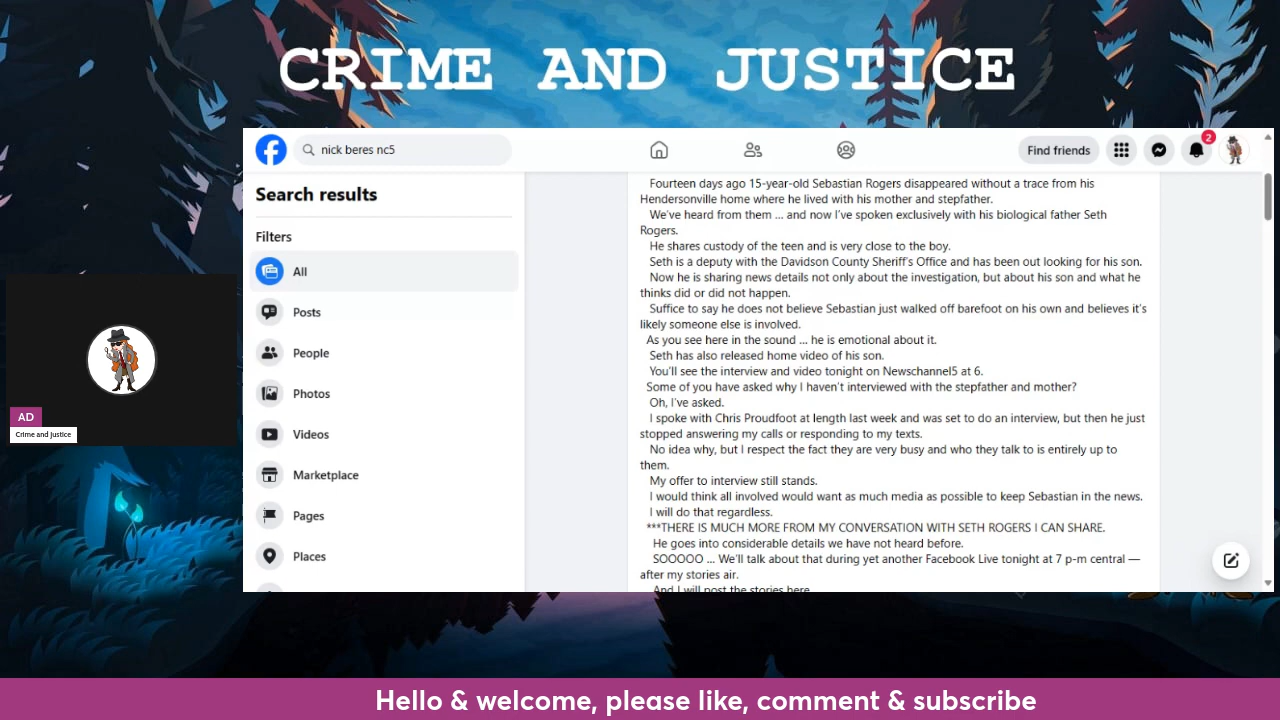 CRIME AND JUSTICE
nick beres nc5
Find friends
2
Search results
Filters
All
Posts
People
Photos
Videos
Marketplace
Pages
Places
Fourteen days ago 15-year-old Sebastian Rogers disappeared without a trace from his
Hendersonville home where he lived with his mother and stepfather.
We've heard from them ... and now I've spoken exclusively with his biological father Seth
Rogers.
He shares custody of the teen and is very close to the boy.
Seth is a deputy with the Davidson County Sheriff's Office and has been out looking for his son.
Now he is sharing news details not only about the investigation, but about his son and what he
thinks did or did not happen.
Suffice to say he does not believe Sebastian just walked off barefoot on his own and believes it's
likely someone else is involved.
As you see here in the sound ... he is emotional about it.
Seth has also released home video of his son.
You'll see the interview and video tonight on Newschannel5 at 6.
Some of you have asked why I haven't interviewed with the stepfather and mother?
Oh, I've asked.
I spoke with Chris Proudfoot at length last week and was set to do an interview, but then he just
stopped answering my calls or responding to my texts.
No idea why, but I respect the fact they are very busy and who they talk to is entirely up to
them.
My offer to interview still stands.
I would think all involved would want as much media as possible to keep Sebastian in the news.
I will do that regardless.
***THERE IS MUCH MORE FROM MY CONVERSATION WITH SETH ROGERS I CAN SHARE.
He goes into considerable details we have not heard before.
SOOOOO ... We'll talk about that during yet another Facebook Live tonight at 7 p-m central —
after my stories air.
And I will post the stories here
AD
Crime and Justice
Hello & welcome, please like, comment & subscribe